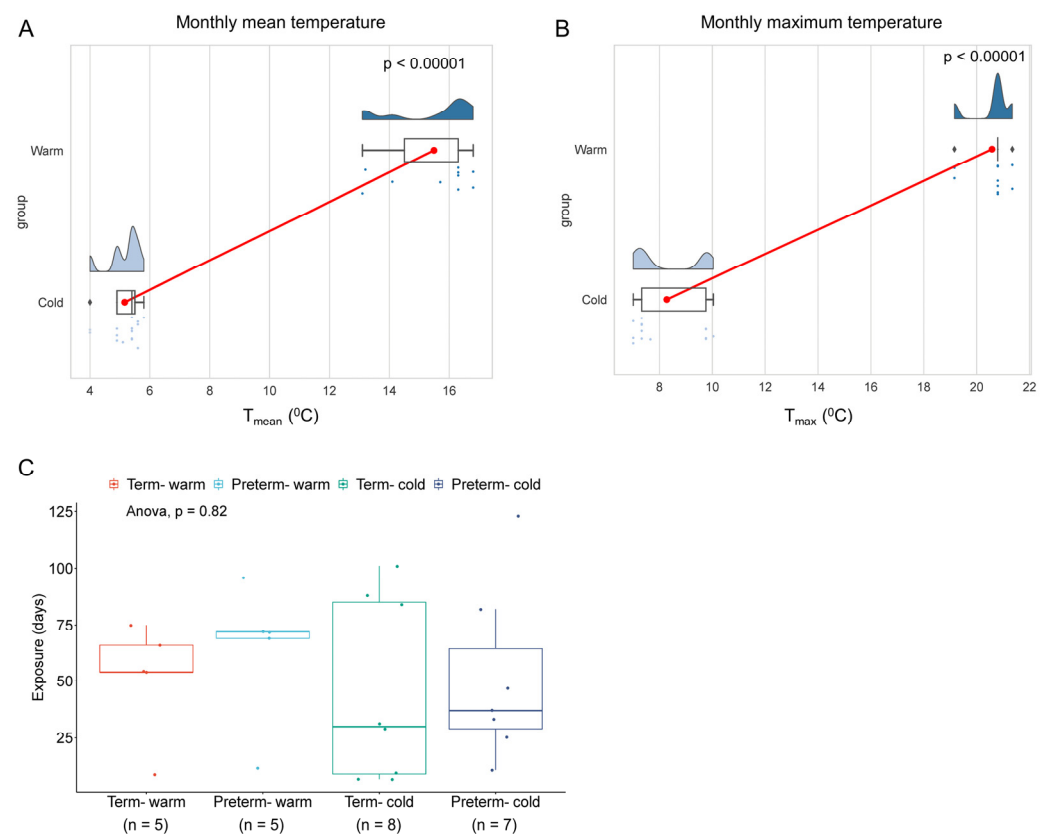 A
Monthly mean temperature
p < 0.00001
Warm
group
Cold
4 6 8 10 12 14 16
Tmean (⁰C)
B
Monthly maximum temperature
p < 0.00001
Warm
group
Cold
8 10 12 14 16 18 20 22
Tmax (⁰C)
C
Term- warm Preterm- warm Term- cold Preterm- cold
Anova, p = 0.82
125
100
75
50
25
Exposure (days)
Term- warm Preterm- warm Term- cold Preterm- cold
(n = 5) (n = 5) (n = 8) (n = 7)